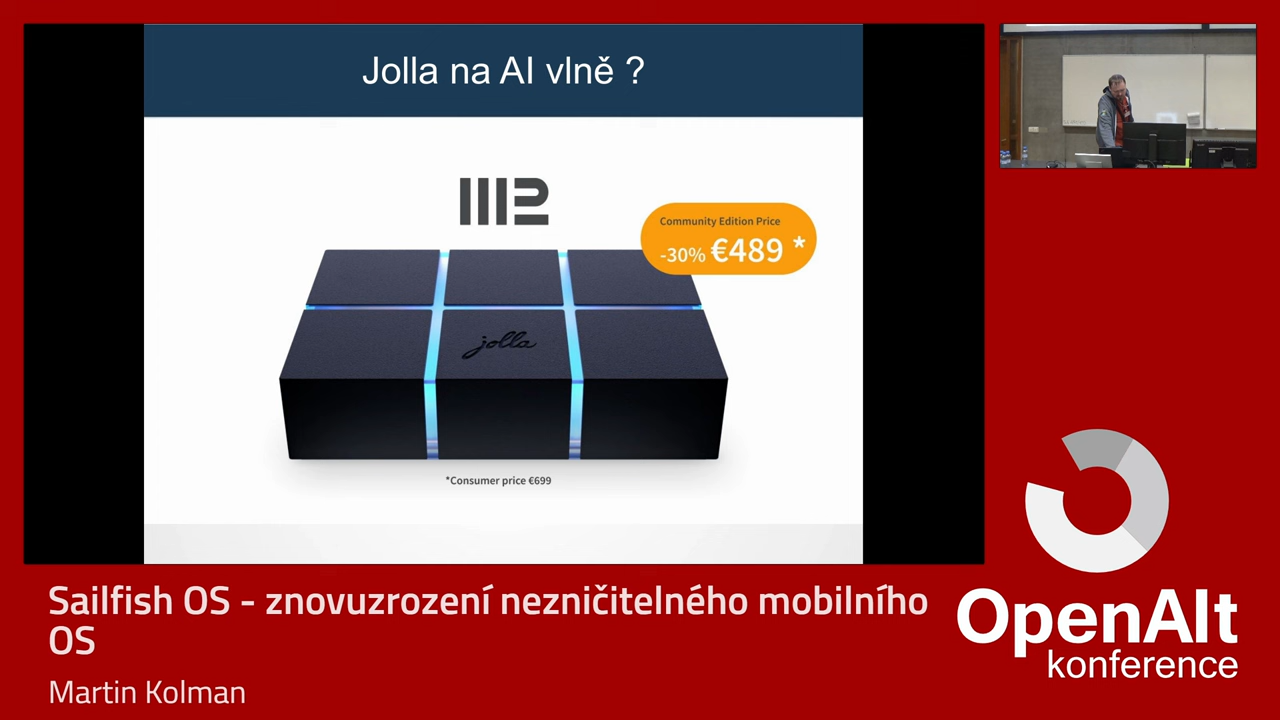 Jolla na AI vlně ?
Community Edition Price
-30% €489 *
jolla
*Consumer price €699
Sailfish OS - znovuzrození nezničitelného mobilního
OS
Martin Kolman
OpenAlt
konference